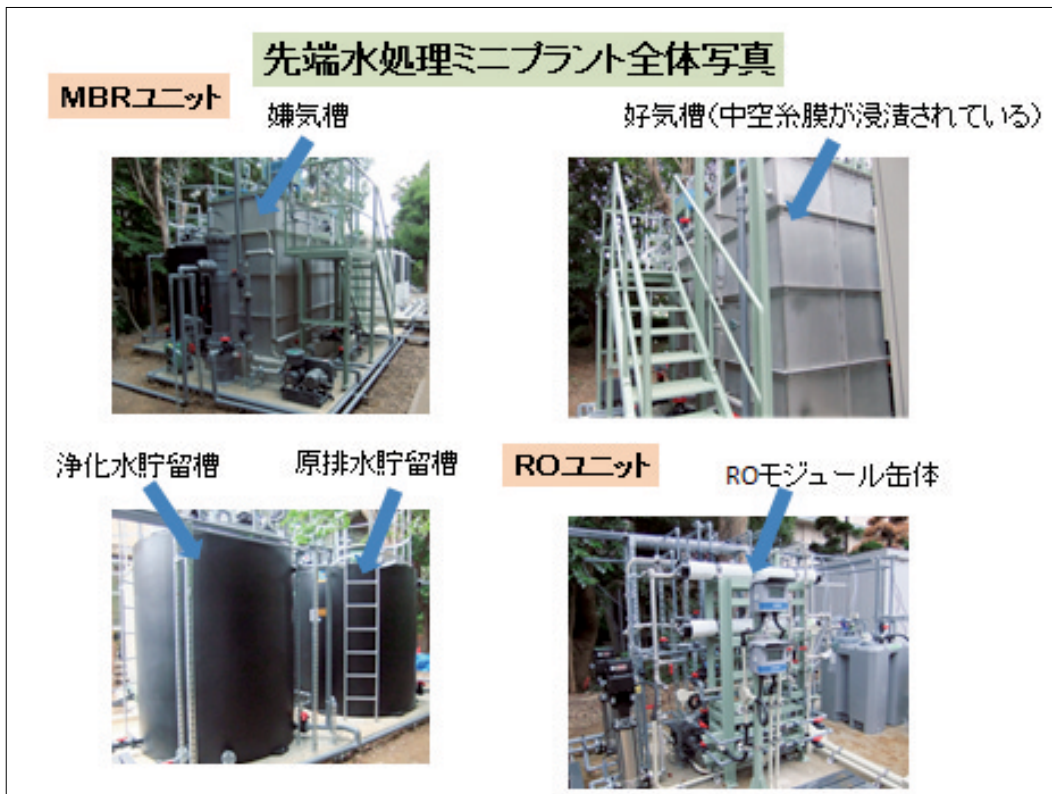 先端水処理ミニプラント全体写真
MBRユニット
嫌気槽
好気槽(中空糸膜が浸漬されている)
浄化水貯留槽
原排水貯留槽
ROユニット
ROモジュール缶体